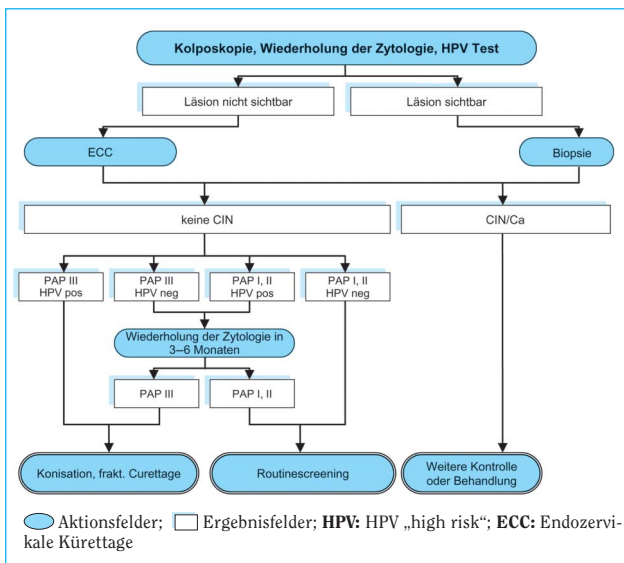 Kolposkopie, Wiederholung der Zytologie, HPV Test
Läsion nicht sichtbar
Läsion sichtbar
ECC
Biopsie
keine CIN
CIN/Ca
PAP III
HPV pos
PAP III
HPV neg
PAP I, II
HPV pos
PAP I, II
HPV neg
Wiederholung der Zytologie in
3–6 Monaten
PAP III
PAP I, II
Konisation, frakt. Curettage
Routinescreening
Weitere Kontrolle
oder Behandlung
Aktionsfelder; Ergebnisfelder; HPV: HPV „high risk“; ECC: Endozervi-
kale Kürettage